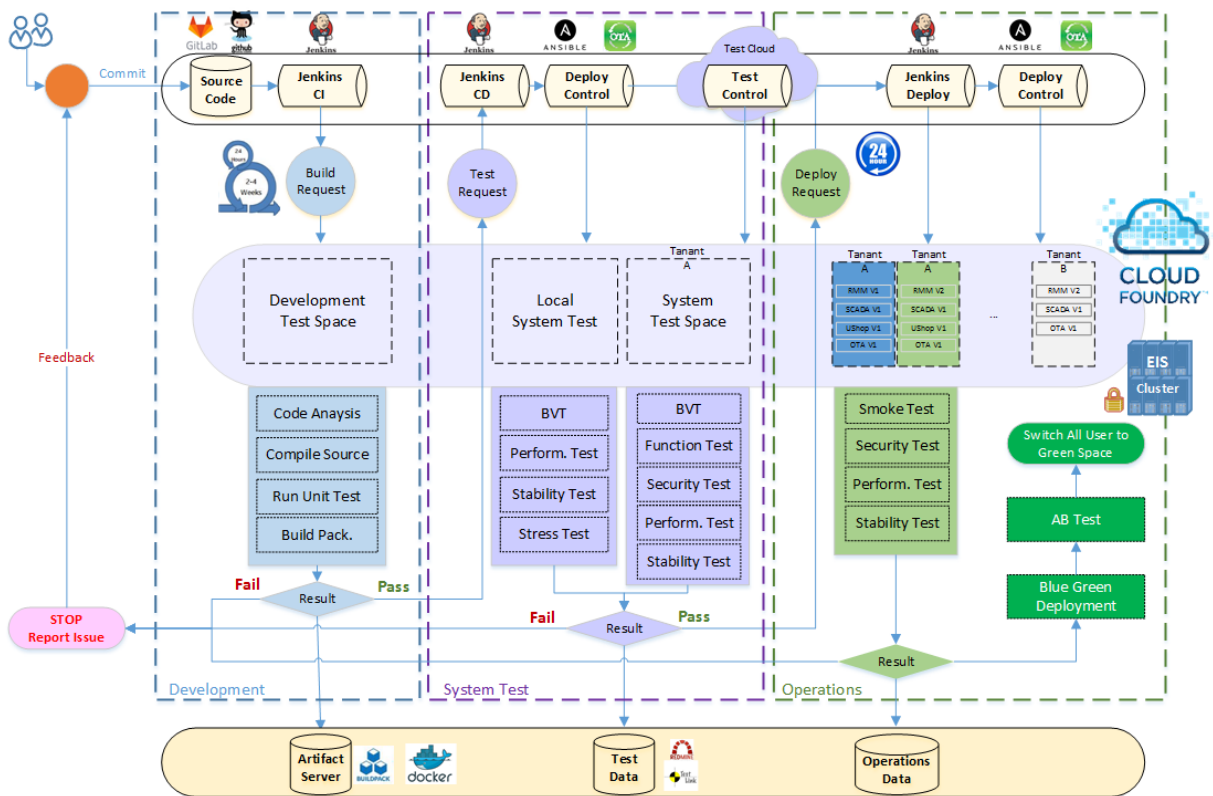 GitLab
github
Jenkins
Jenkins
ANSIBLE
OTA
Test Cloud
Jenkins
ANSIBLE
OTA
Commit
Source
Code
Jenkins
CI
Jenkins
CD
Deploy
Control
Test
Control
Jenkins
Deploy
Deploy
Control
24
Hours
2-4
Weeks
Build
Request
Test
Request
Deploy
Request
24
HOUR
Development
Test Space
Local
System Test
Tanant
A
System
Test Space
Tanant
A
RMM V1
SCADA V1
UShop V1
OTA V1
Tanant
A
RMM V2
SCADA V1
UShop V1
OTA V1
...
Tanant
B
RMM V2
SCADA V1
OTA V1
CLOUD
FOUNDRY™
EIS
Cluster
Feedback
Code Anaysis
Compile Source
Run Unit Test
Build Pack.
BVT
Perform. Test
Stability Test
Stress Test
BVT
Function Test
Security Test
Perform. Test
Stability Test
Smoke Test
Security Test
Perform. Test
Stability Test
Switch All User to
Green Space
AB Test
Blue Green
Deployment
Fail
Result
Pass
Fail
Result
Pass
Result
STOP
Report Issue
Development
System Test
Operations
Artifact
Server
BUILDPACK
docker
Test
Data
REDMINE
Test Link
Operations
Data